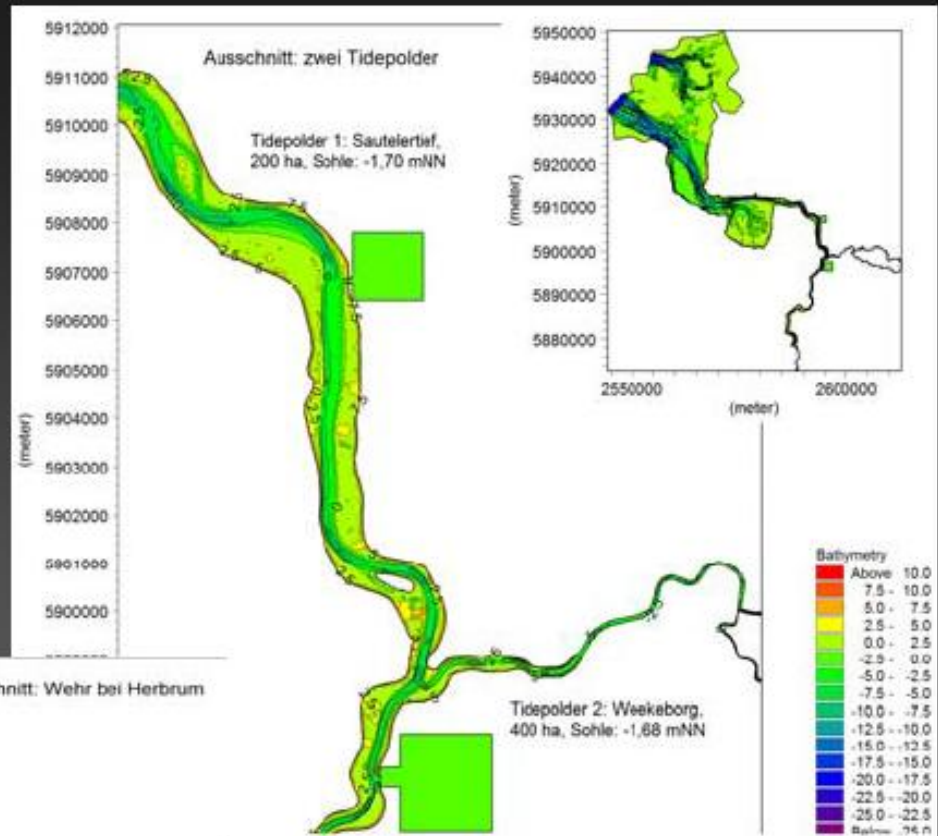 Ausschnitt: zwei Tidepolder
5912000
5911000
5910000
5909000
5908000
5907000
5906000
5905000
5904000
5903000
5902000
5901000
5900000
(meter)
Tidepolder 1: Sautelertief,
200 ha, Sohle: -1,70 mNN
5950000
5940000
5930000
5920000
5910000
5900000
5890000
5880000
(meter)
2550000 2600000
(meter)
Tidepolder 2: Weekeborg,
400 ha, Sohle: -1,68 mNN
hnitt: Wehr bei Herbrum
Bathymetry
Above 10.0
7.5 - 10.0
5.0 - 7.5
2.5 - 5.0
0.0 - 2.5
-2.5 - 0.0
-5.0 - -2.5
-7.5 - -5.0
-10.0 - -7.5
-12.5 - -10.0
-15.0 - -12.5
-17.5 - -15.0
-20.0 - -17.5
-22.5 - -20.0
-25.0 - -22.5
Below -25.0